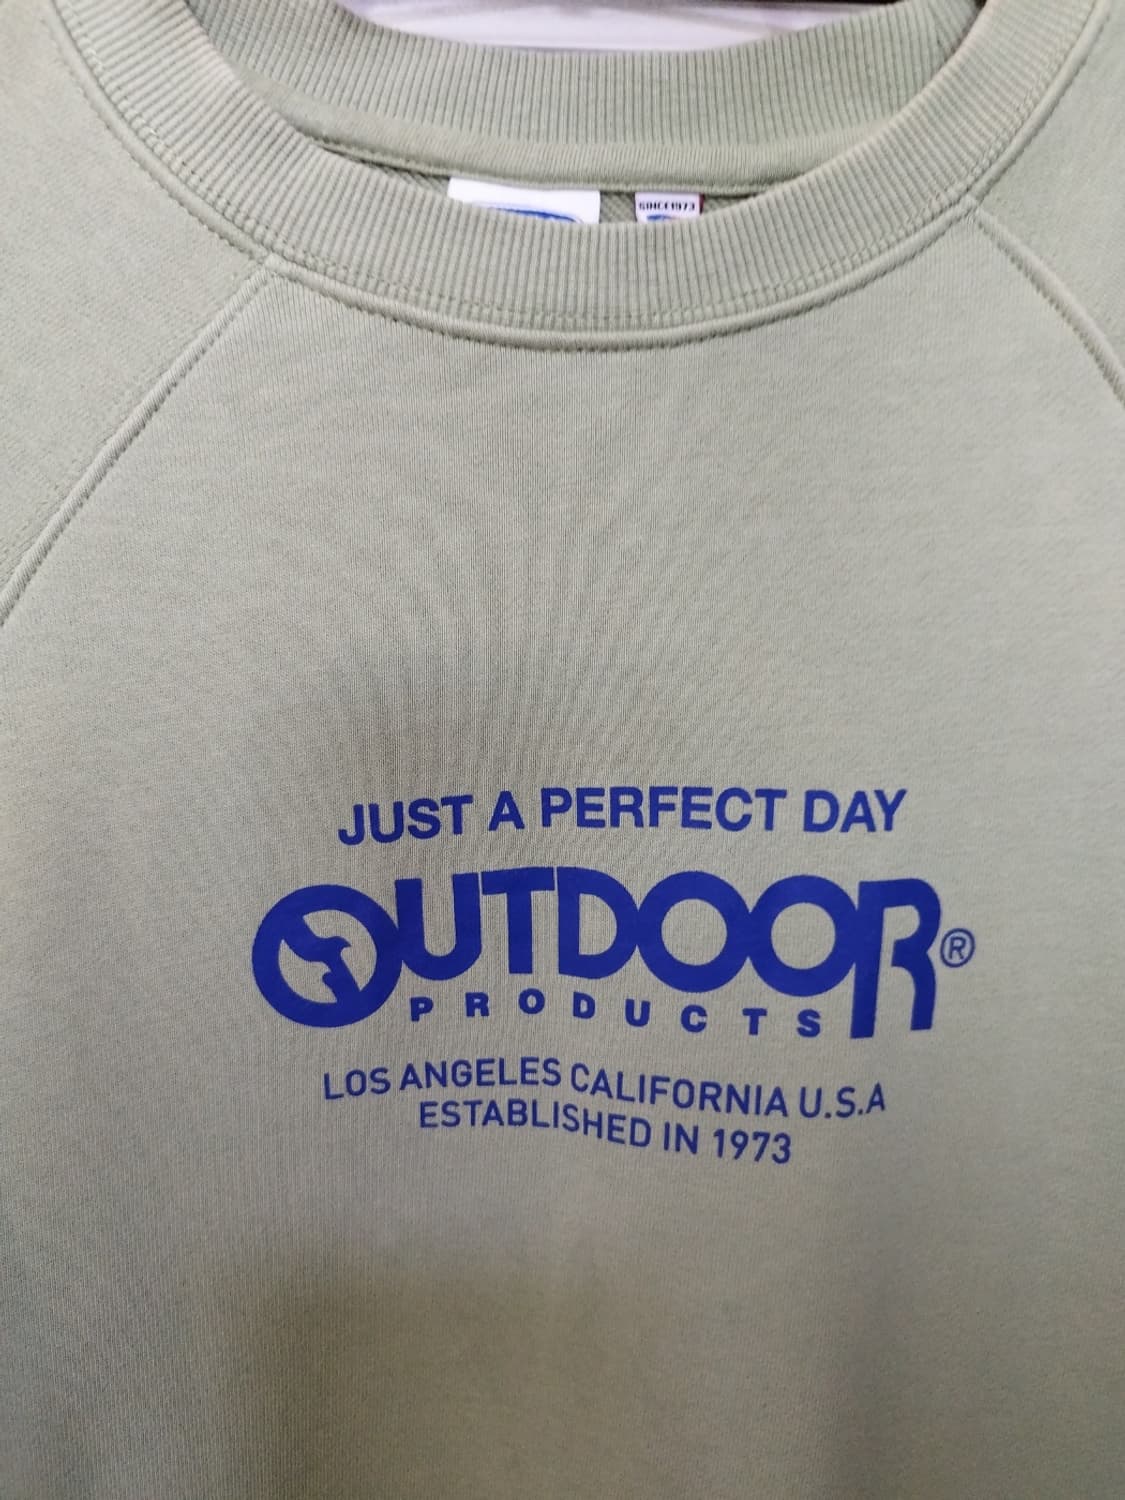 SINCE1973
JUST A PERFECT DAY
OUTDOOR®
PRODUCTS
LOS ANGELES CALIFORNIA U.S.A
ESTABLISHED IN 1973